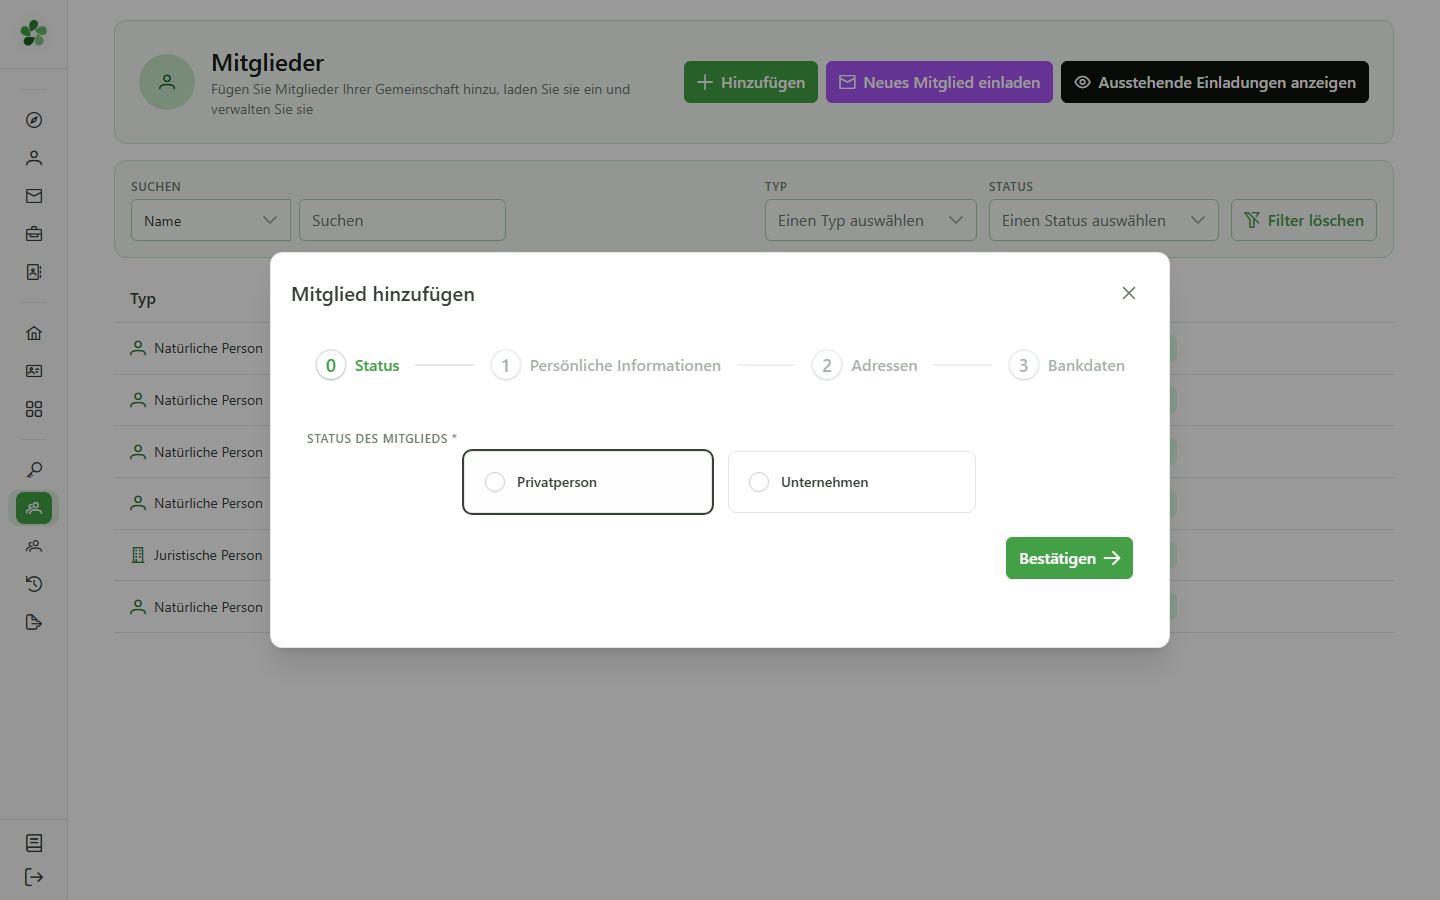 Mitglieder
Fügen Sie Mitglieder Ihrer Gemeinschaft hinzu, laden Sie sie ein und
verwalten Sie sie
Hinzufügen
Neues Mitglied einladen
Ausstehende Einladungen anzeigen
SUCHEN
TYP
STATUS
Name
Suchen
Einen Typ auswählen
Einen Status auswählen
Filter löschen
Typ
Natürliche Person
Natürliche Person
Natürliche Person
Natürliche Person
Juristische Person
Natürliche Person
Mitglied hinzufügen
0 Status
1 Persönliche Informationen
2 Adressen
3 Bankdaten
STATUS DES MITGLIEDS *
Privatperson
Unternehmen
Bestätigen